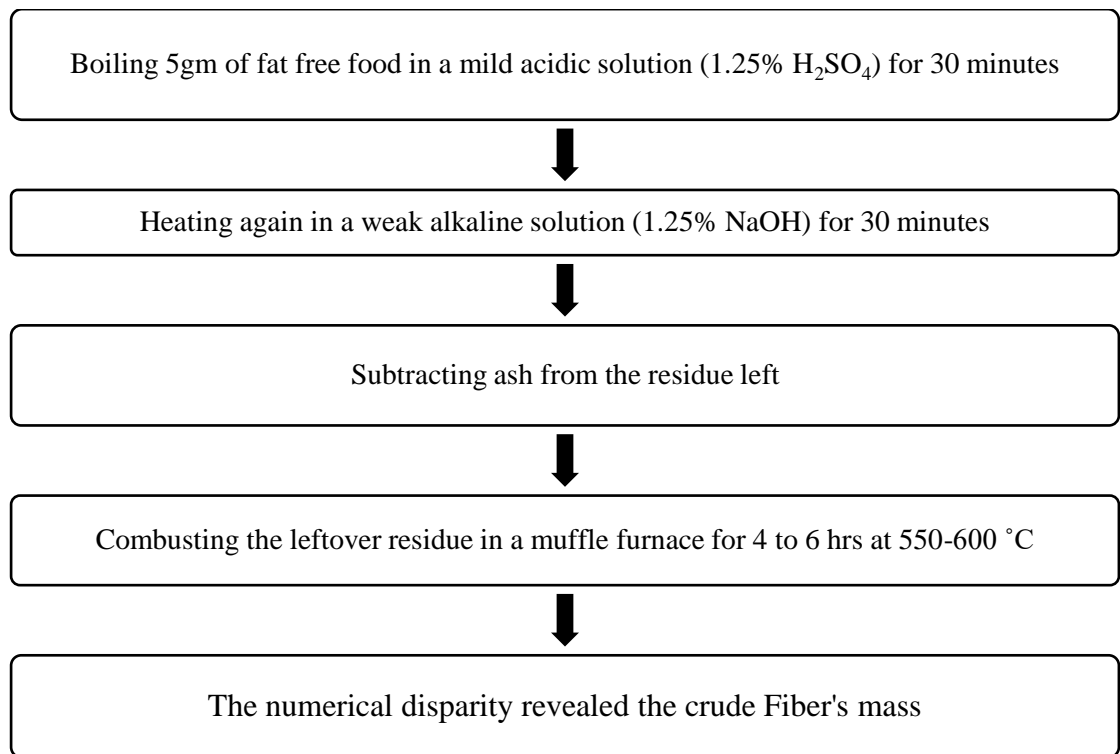 Boiling 5gm of fat free food in a mild acidic solution (1.25% H₂SO₄) for 30 minutes
Heating again in a weak alkaline solution (1.25% NaOH) for 30 minutes
Subtracting ash from the residue left
Combusting the leftover residue in a muffle furnace for 4 to 6 hrs at 550-600 ˚C
The numerical disparity revealed the crude Fiber's mass